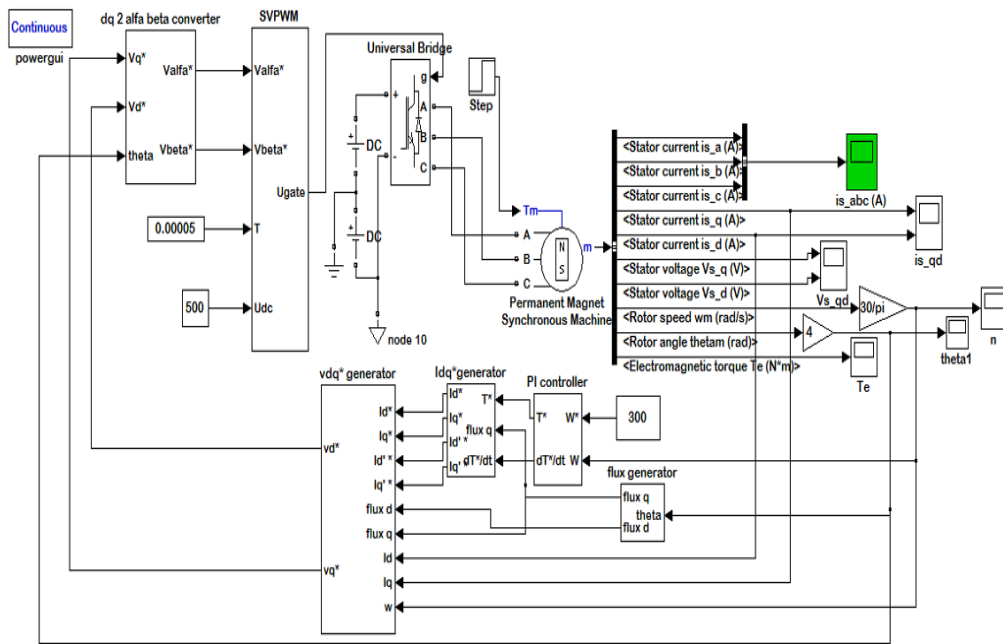 Continuous
powergui
dq 2 alfa beta converter
Vq*
Vd*
theta
Valfa*
Vbeta*
SVPWM
Valfa*
Vbeta*
Ugate
T
Udc
0.00005
500
Universal Bridge
g
+
-
A
B
C
+
DC
+
DC
node 10
Step
Tm
A
B
C
N
S
m
Permanent Magnet
Synchronous Machine
<Stator current is_a (A)>
<Stator current is_b (A)>
<Stator current is_c (A)>
<Stator current is_q (A)>
<Stator current is_d (A)>
<Stator voltage Vs_q (V)>
<Stator voltage Vs_d (V)>
<Rotor speed wm (rad/s)>
<Rotor angle thetam (rad)>
<Electromagnetic torque Te (N*m)>
is_abc (A)
is_qd
Vs_qd
30/pi
n
4
theta1
Te
vdq* generator
Id*
Iq*
Id' *
Iq' *
flux d
flux q
Id
Iq
w
vd*
vq*
Idq*generator
Id*
Iq*
Id' *
Iq' *
T*
flux q
dT*/dt
PI controller
T*
W*
dT*/dt
W
300
flux generator
flux q
theta
flux d